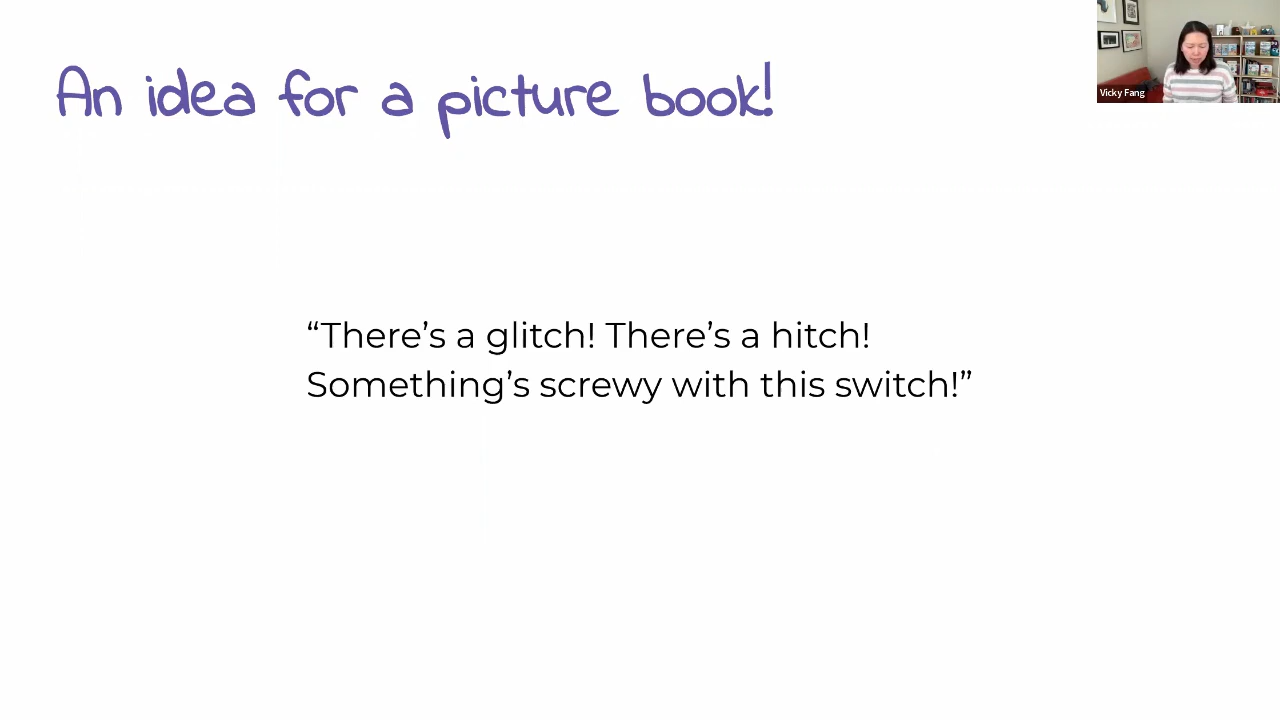 An idea for a picture book!
Vicky Fang
“There’s a glitch! There’s a hitch!
Something’s screwy with this switch!”